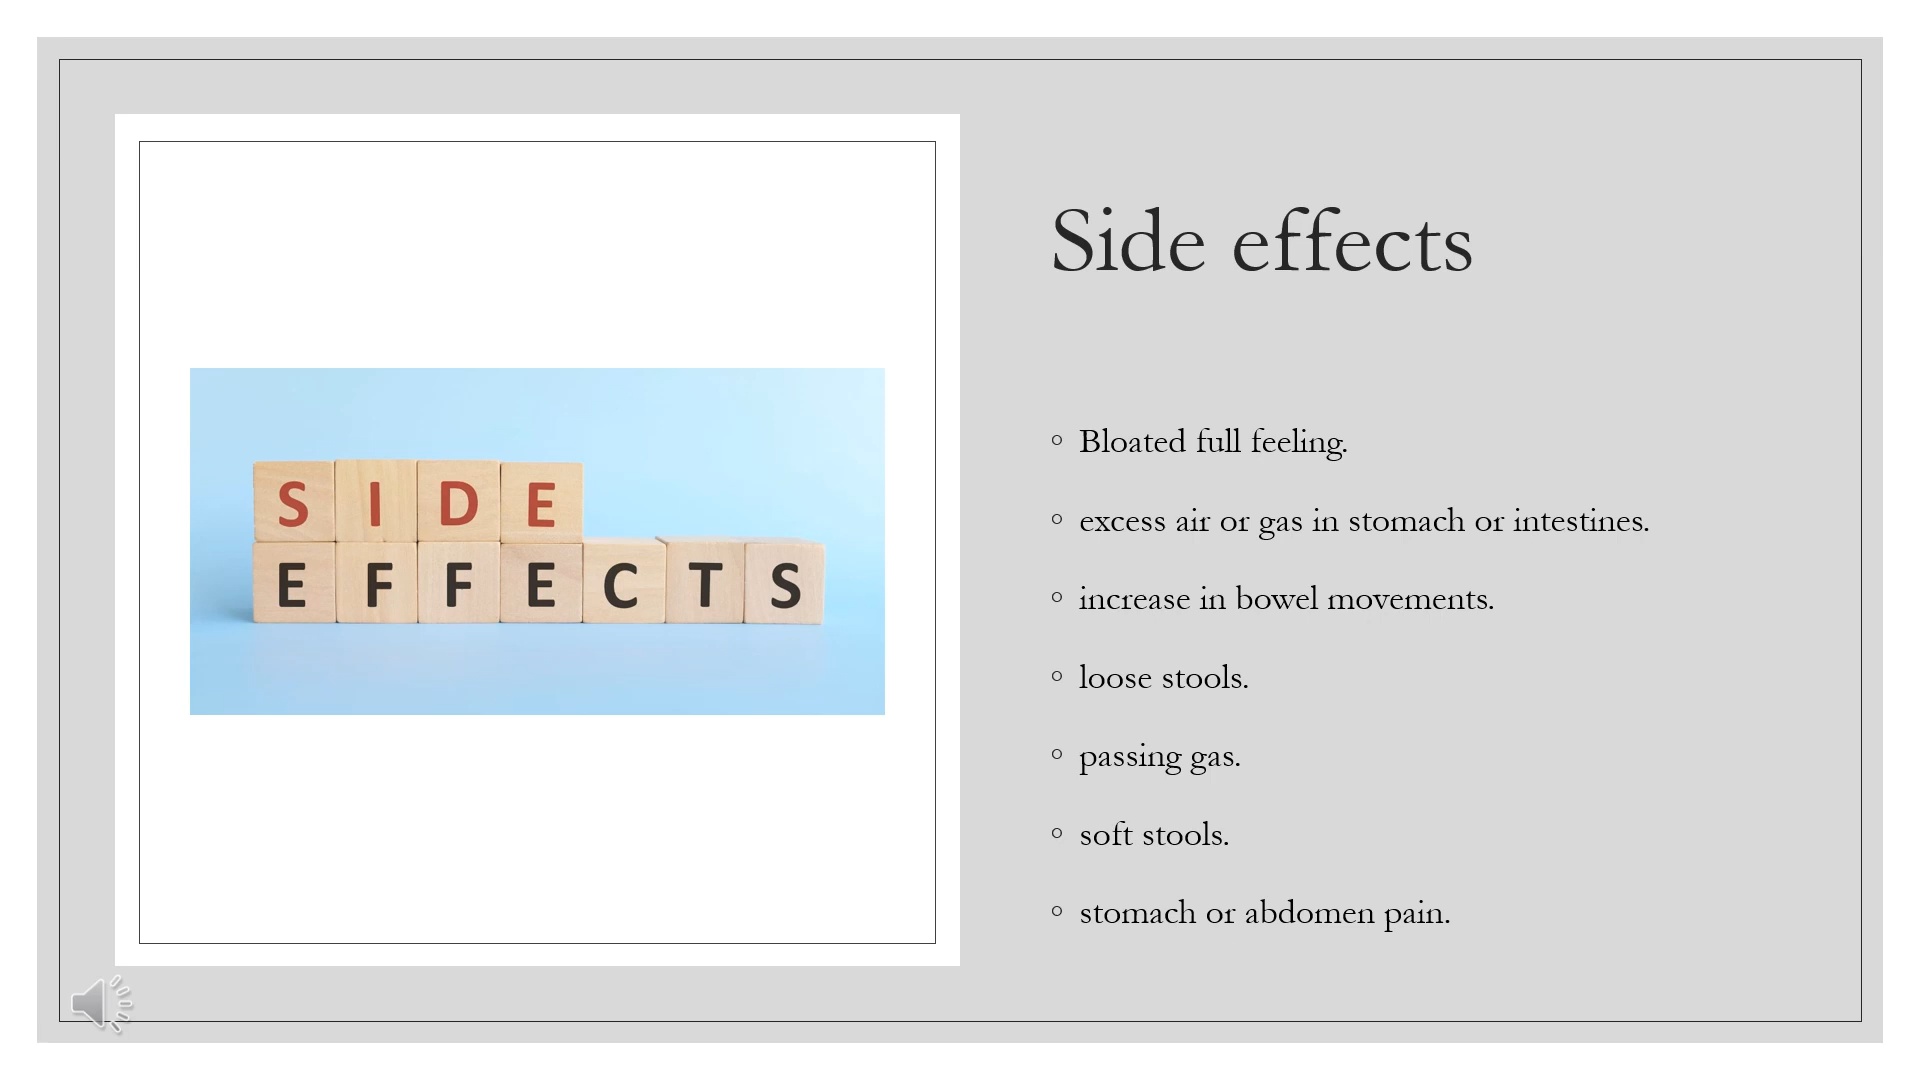 SIDE
EFFECTS
Side effects
◦ Bloated full feeling.
◦ excess air or gas in stomach or intestines.
◦ increase in bowel movements.
◦ loose stools.
◦ passing gas.
◦ soft stools.
◦ stomach or abdomen pain.